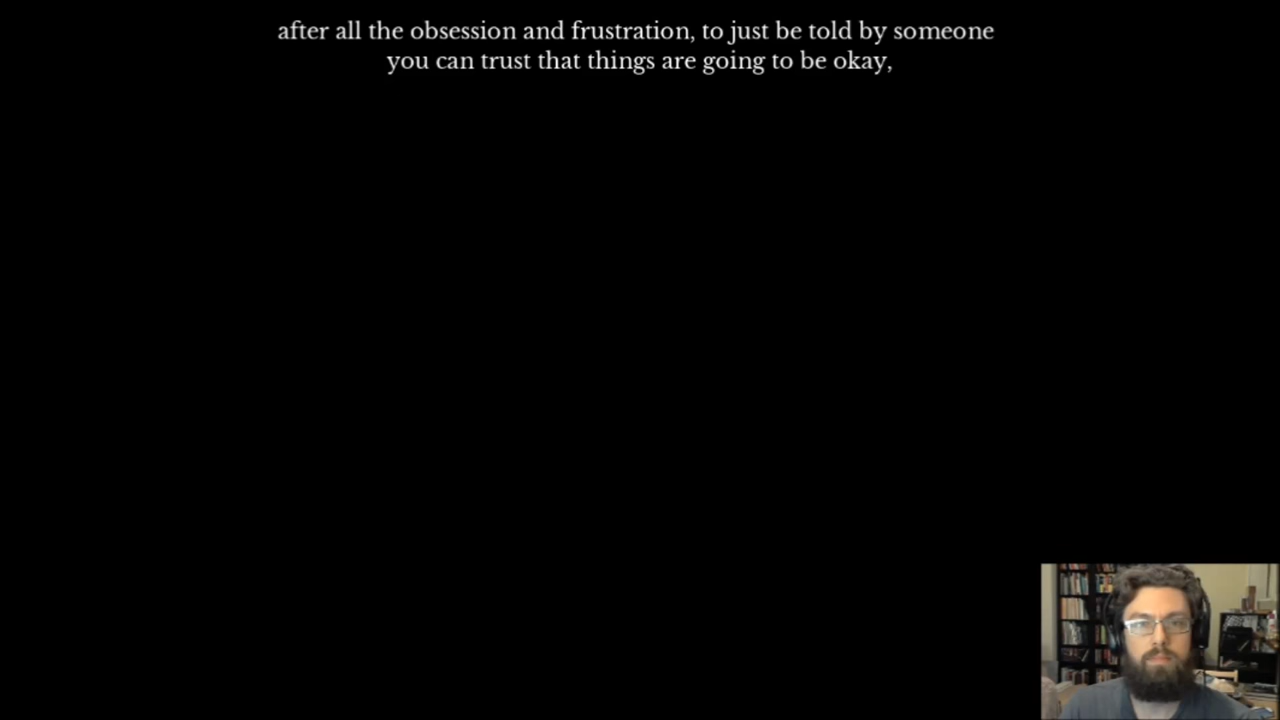 after all the obsession and frustration, to just be told by someone
you can trust that things are going to be okay,